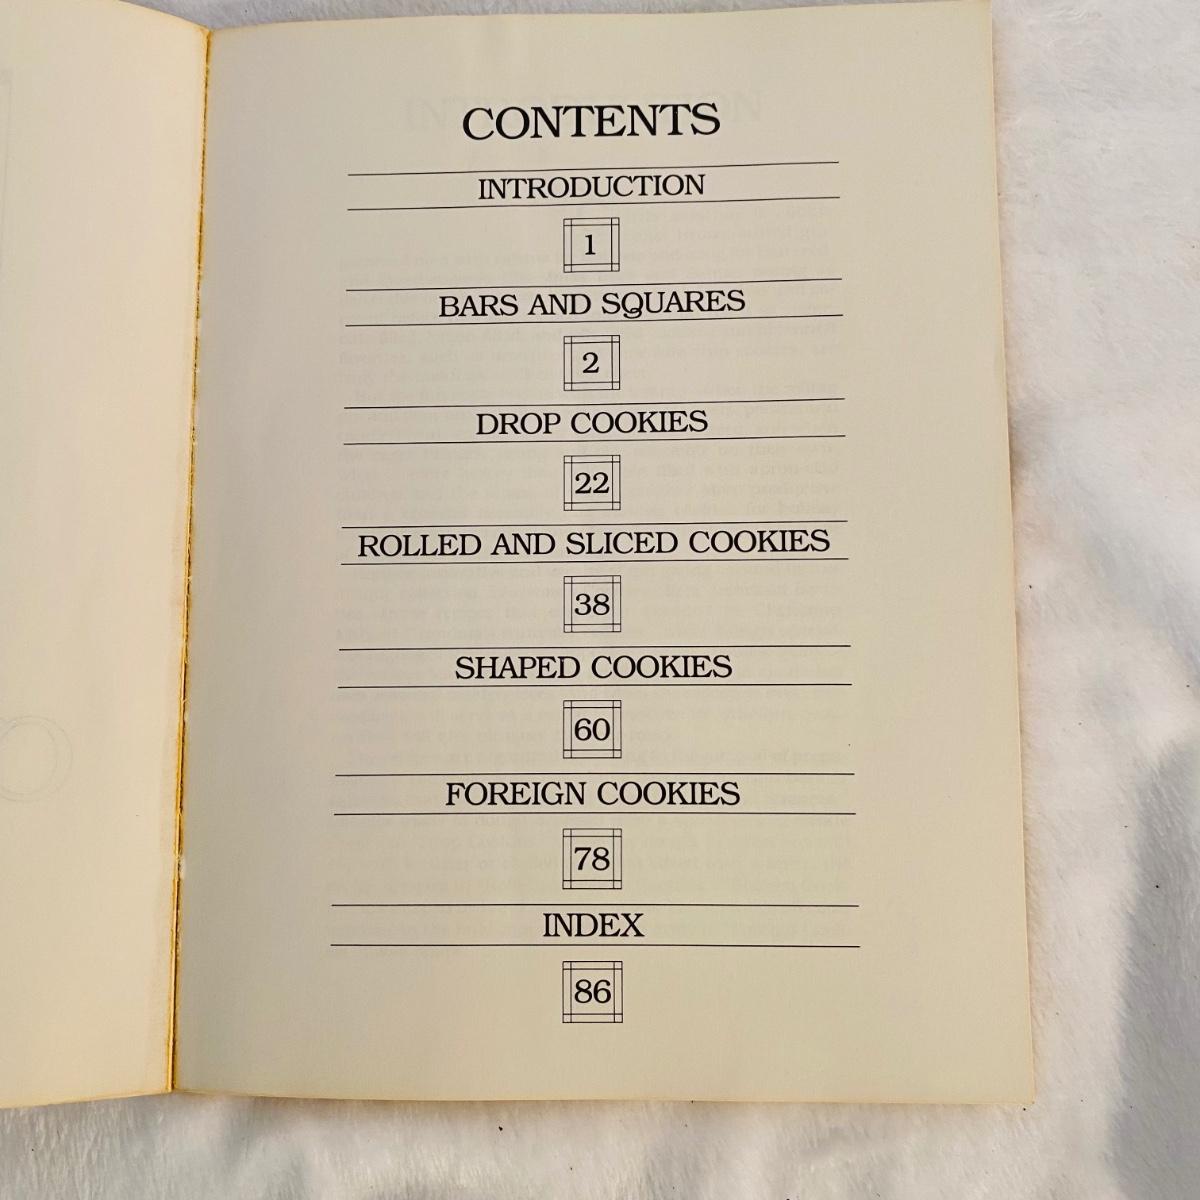 CONTENTS
INTRODUCTION
1
BARS AND SQUARES
2
DROP COOKIES
22
ROLLED AND SLICED COOKIES
38
SHAPED COOKIES
60
FOREIGN COOKIES
78
INDEX
86